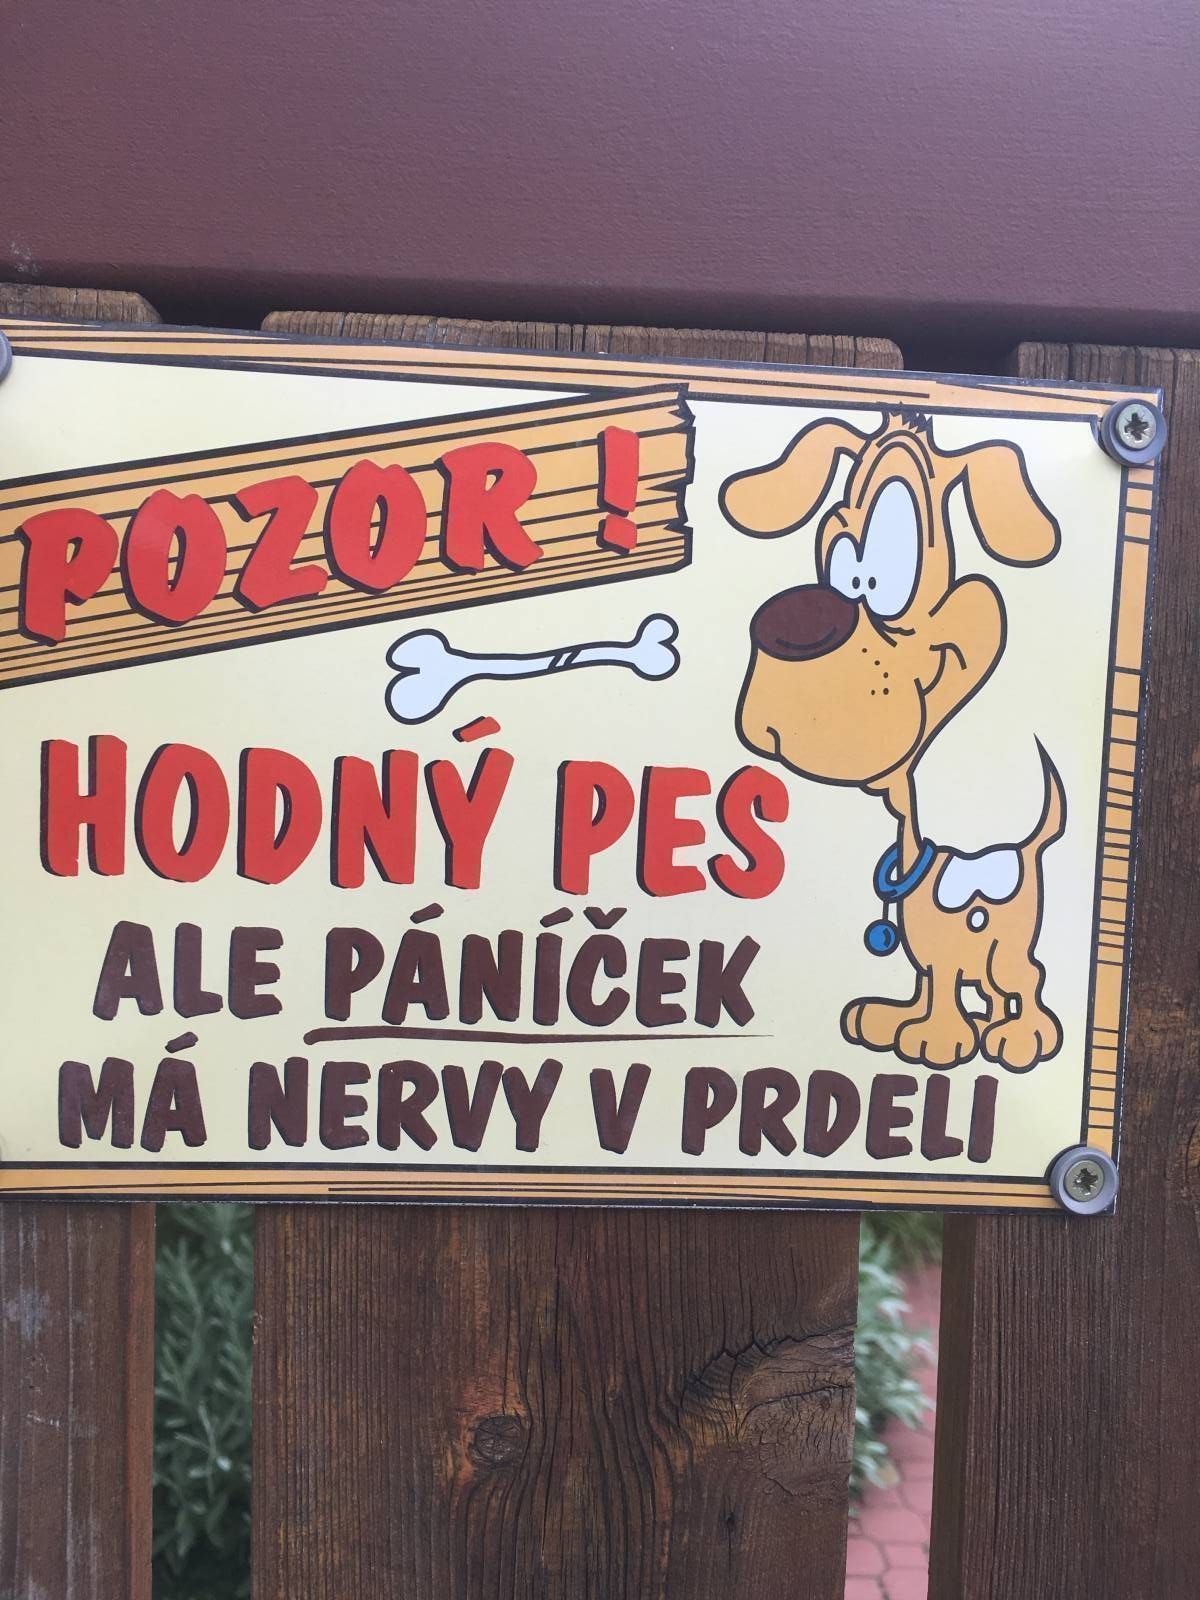 POZOR !
HODNÝ PES
ALE PÁNÍČEK
MÁ NERVY V PRDELI